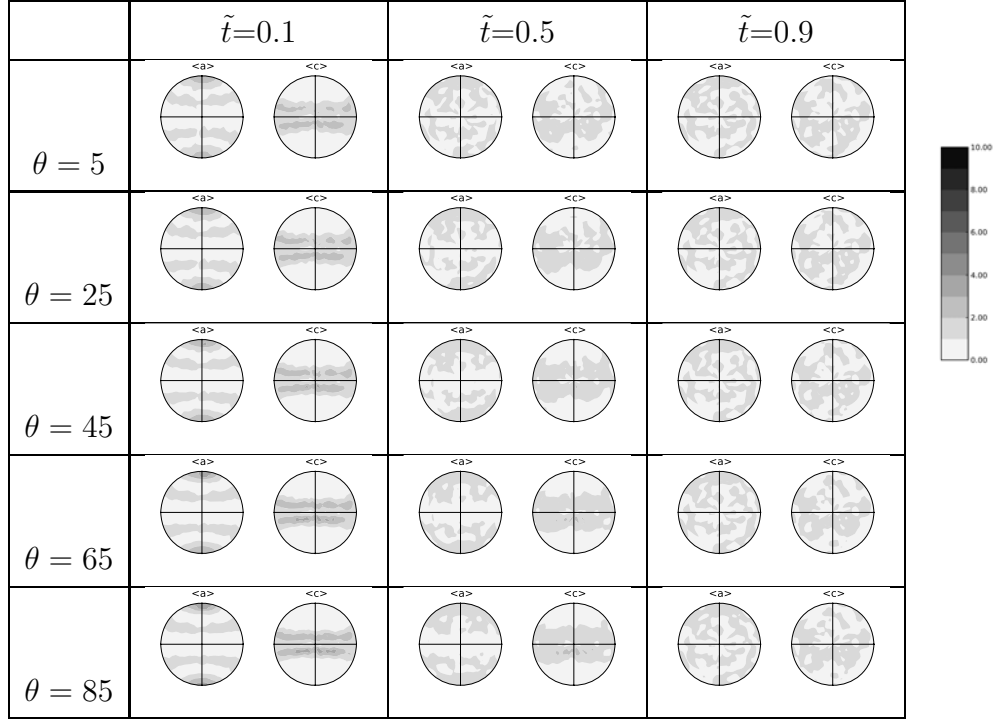 t̃=0.1 t̃=0.5 t̃=0.9
<a> <c> <a> <c> <a> <c>
θ = 5
<a> <c> <a> <c> <a> <c>
θ = 25
<a> <c> <a> <c> <a> <c>
θ = 45
<a> <c> <a> <c> <a> <c>
θ = 65
<a> <c> <a> <c> <a> <c>
θ = 85
10.00
8.00
6.00
4.00
2.00
0.00